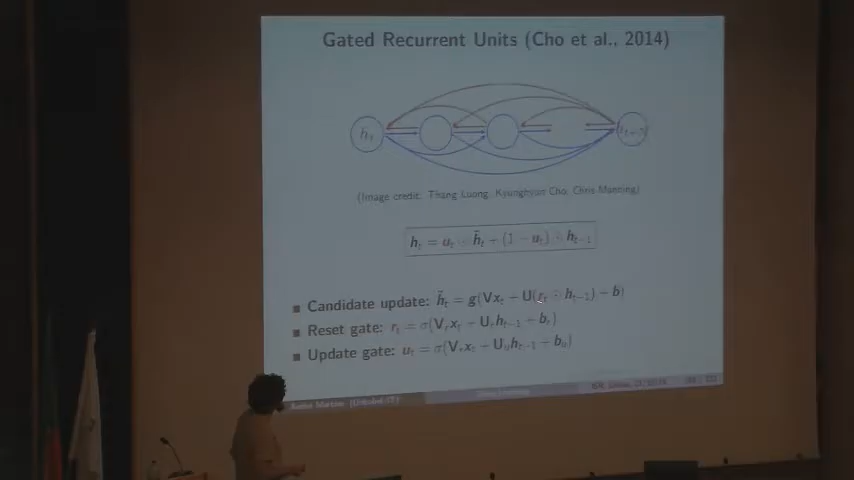 Gated Recurrent Units (Cho et al., 2014)
(Image credit: Thang Luong, Kyunghyun Cho, Chris Manning)
h_t = u_t ⊙ h̃_t + (1 − u_t) ⊙ h_{t−1}
Candidate update: h̃_t = g(Vx_t + U(r_t ⊙ h_{t−1}) + b)
Reset gate: r_t = σ(V_r x_t + U_r h_{t−1} + b_r)
Update gate: u_t = σ(V_u x_t + U_u h_{t−1} + b_u)